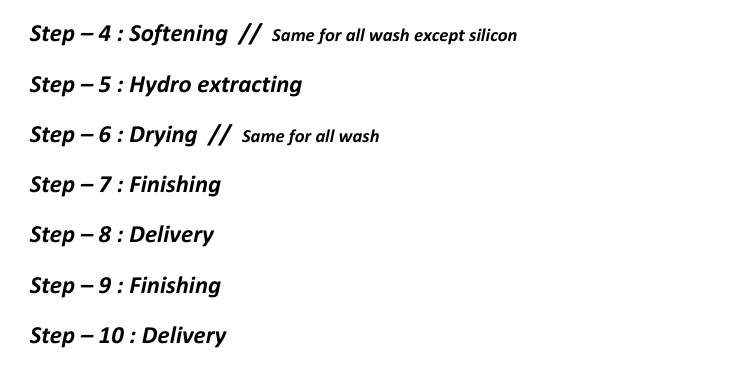 Step – 4 : Softening // Same for all wash except silicon
Step – 5 : Hydro extracting
Step – 6 : Drying // Same for all wash
Step – 7 : Finishing
Step – 8 : Delivery
Step – 9 : Finishing
Step – 10 : Delivery